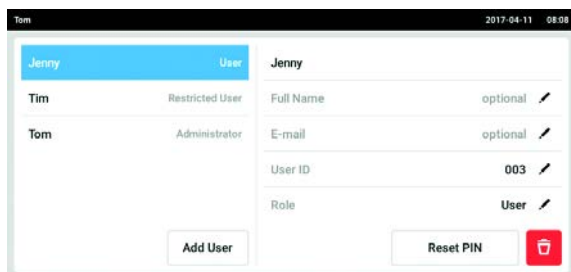 Tom 2017-04-11 08:08
Jenny User
Tim Restricted User
Tom Administrator
Add User
Jenny
Full Name optional
E-mail optional
User ID 003
Role User
Reset PIN